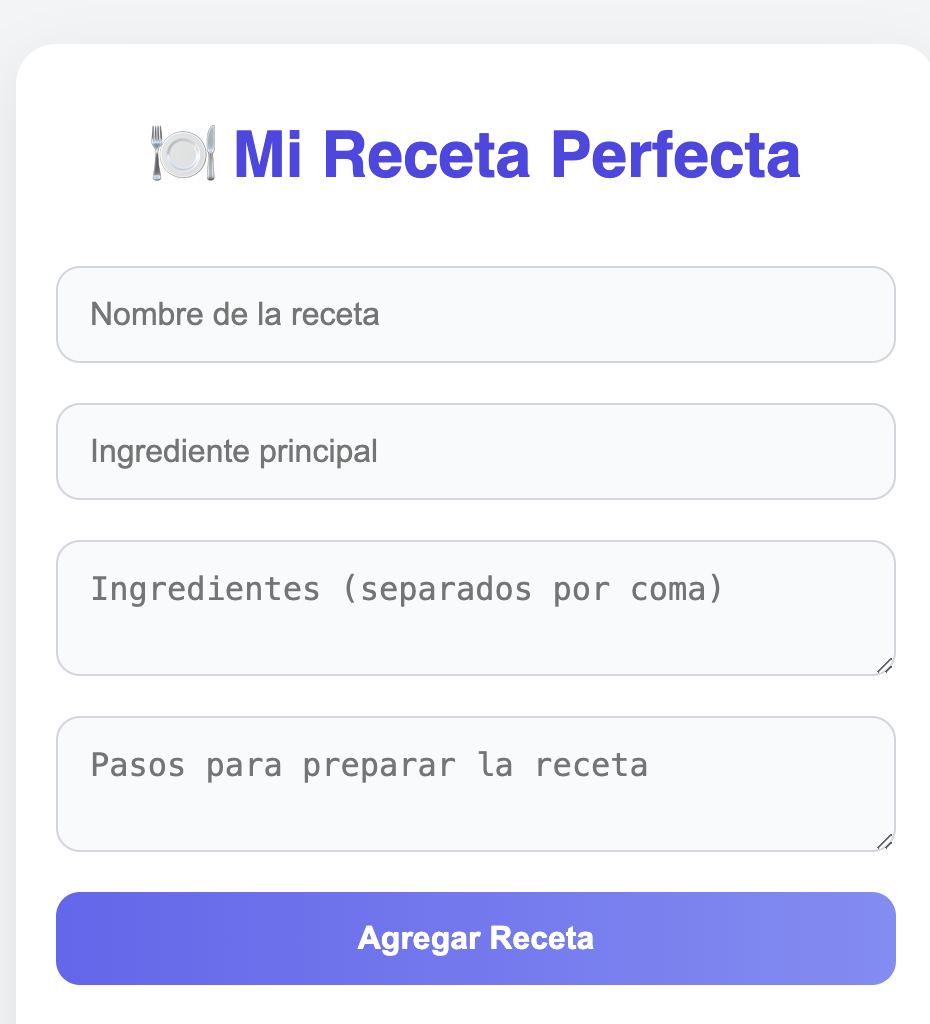 🍽️ Mi Receta Perfecta
Nombre de la receta
Ingrediente principal
Ingredientes (separados por coma)
Pasos para preparar la receta
Agregar Receta